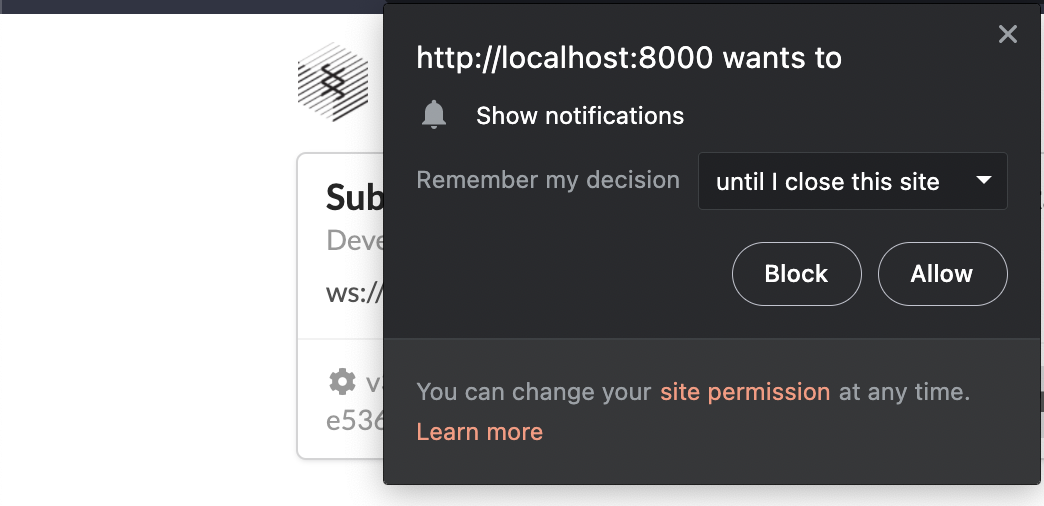 http://localhost:8000 wants to
Show notifications
Remember my decision until I close this site
Block Allow
You can change your site permission at any time.
Learn more
Sub
Deve
ws://
e536